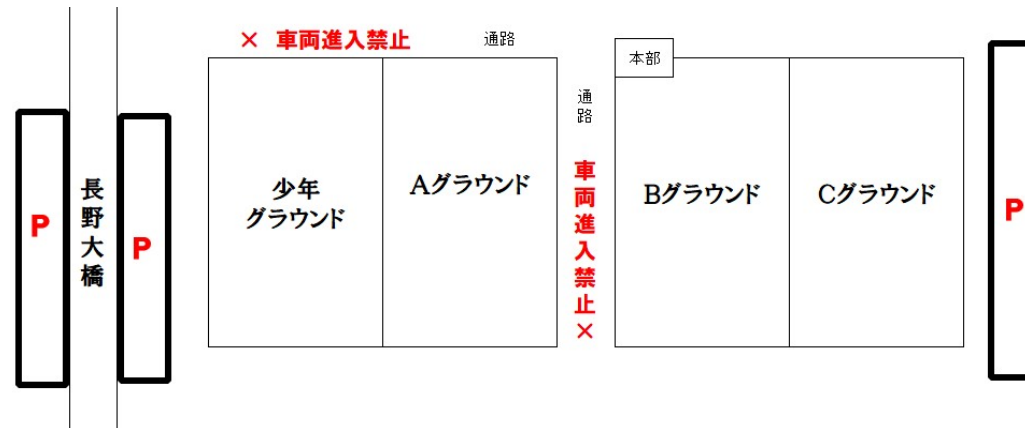 × 車両進入禁止
通路
本部
通路
車両進入禁止×
少年
グラウンド
Aグラウンド
Bグラウンド
Cグラウンド
長野大橋
P
P
P